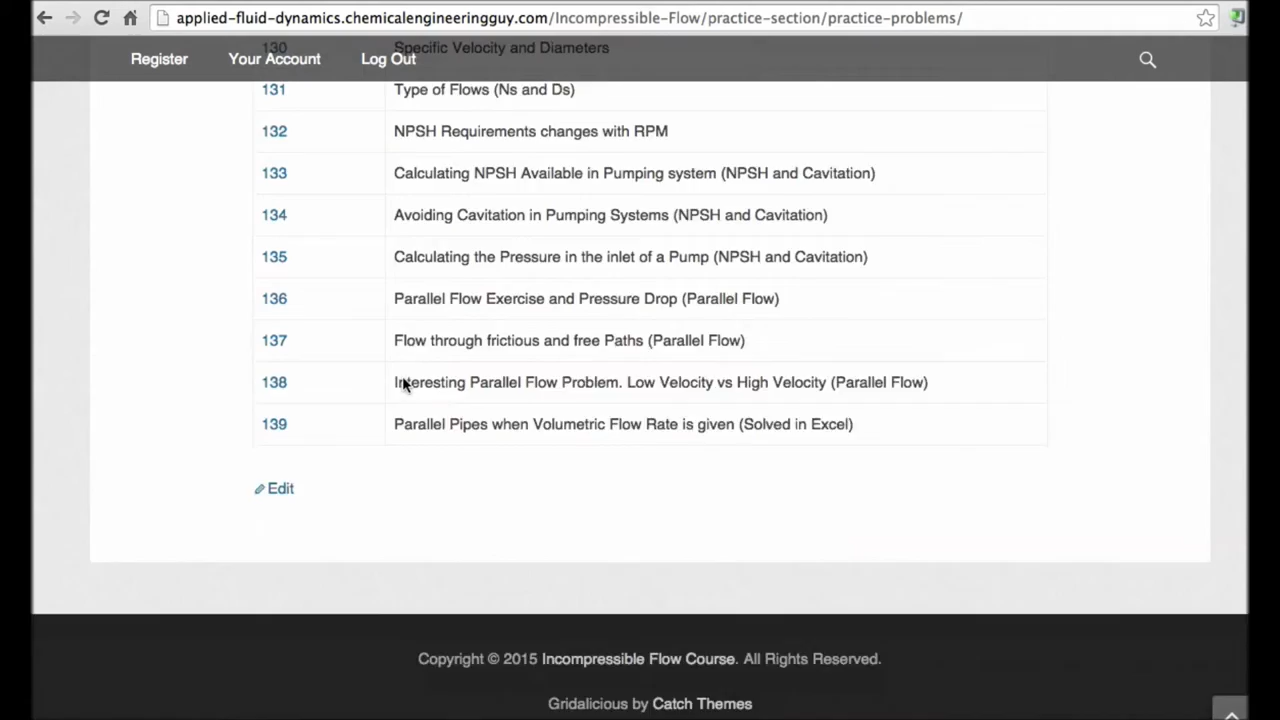 applied-fluid-dynamics.chemicalengineeringguy.com/Incompressible-Flow/practice-section/practice-problems/
130 Specific Velocity and Diameters
Register Your Account Log Out
131 Type of Flows (Ns and Ds)
132 NPSH Requirements changes with RPM
133 Calculating NPSH Available in Pumping system (NPSH and Cavitation)
134 Avoiding Cavitation in Pumping Systems (NPSH and Cavitation)
135 Calculating the Pressure in the inlet of a Pump (NPSH and Cavitation)
136 Parallel Flow Exercise and Pressure Drop (Parallel Flow)
137 Flow through frictious and free Paths (Parallel Flow)
138 Interesting Parallel Flow Problem. Low Velocity vs High Velocity (Parallel Flow)
139 Parallel Pipes when Volumetric Flow Rate is given (Solved in Excel)
Edit
Copyright © 2015 Incompressible Flow Course. All Rights Reserved.
Gridalicious by Catch Themes